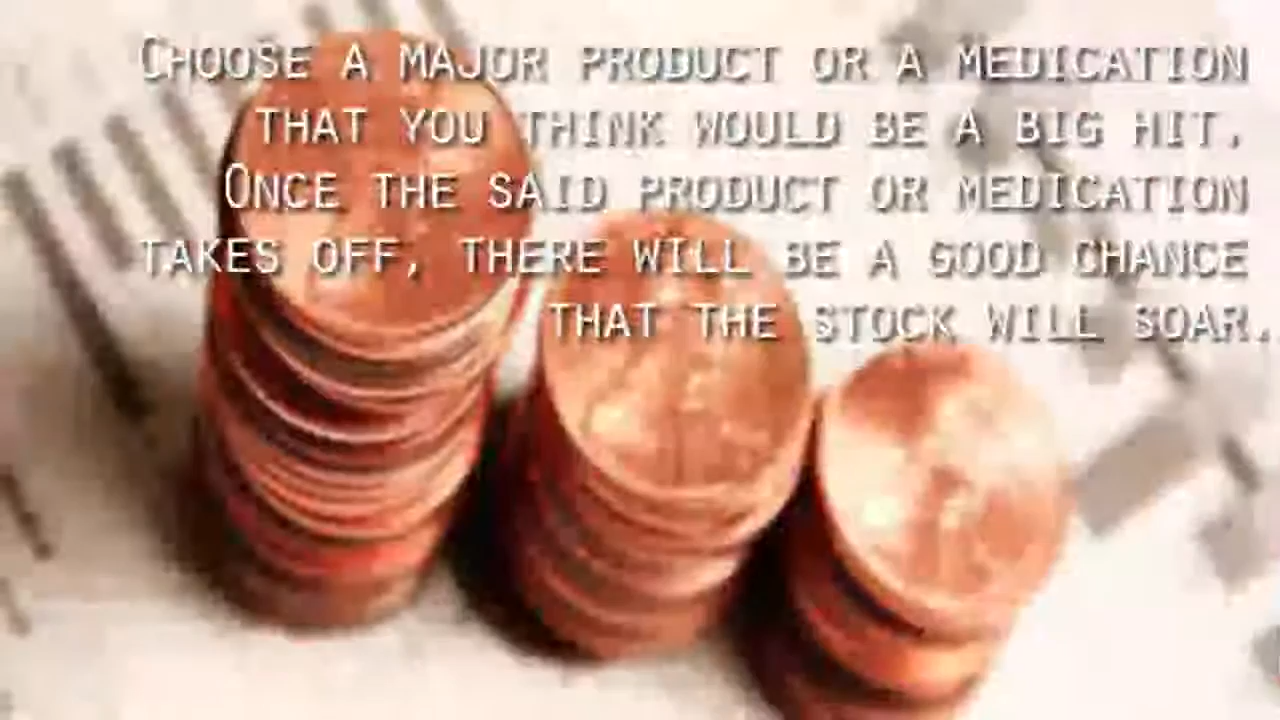 Choose a major product or a medication
that you think would be a big hit.
Once the said product or medication
takes off, there will be a good chance
that the stock will soar.